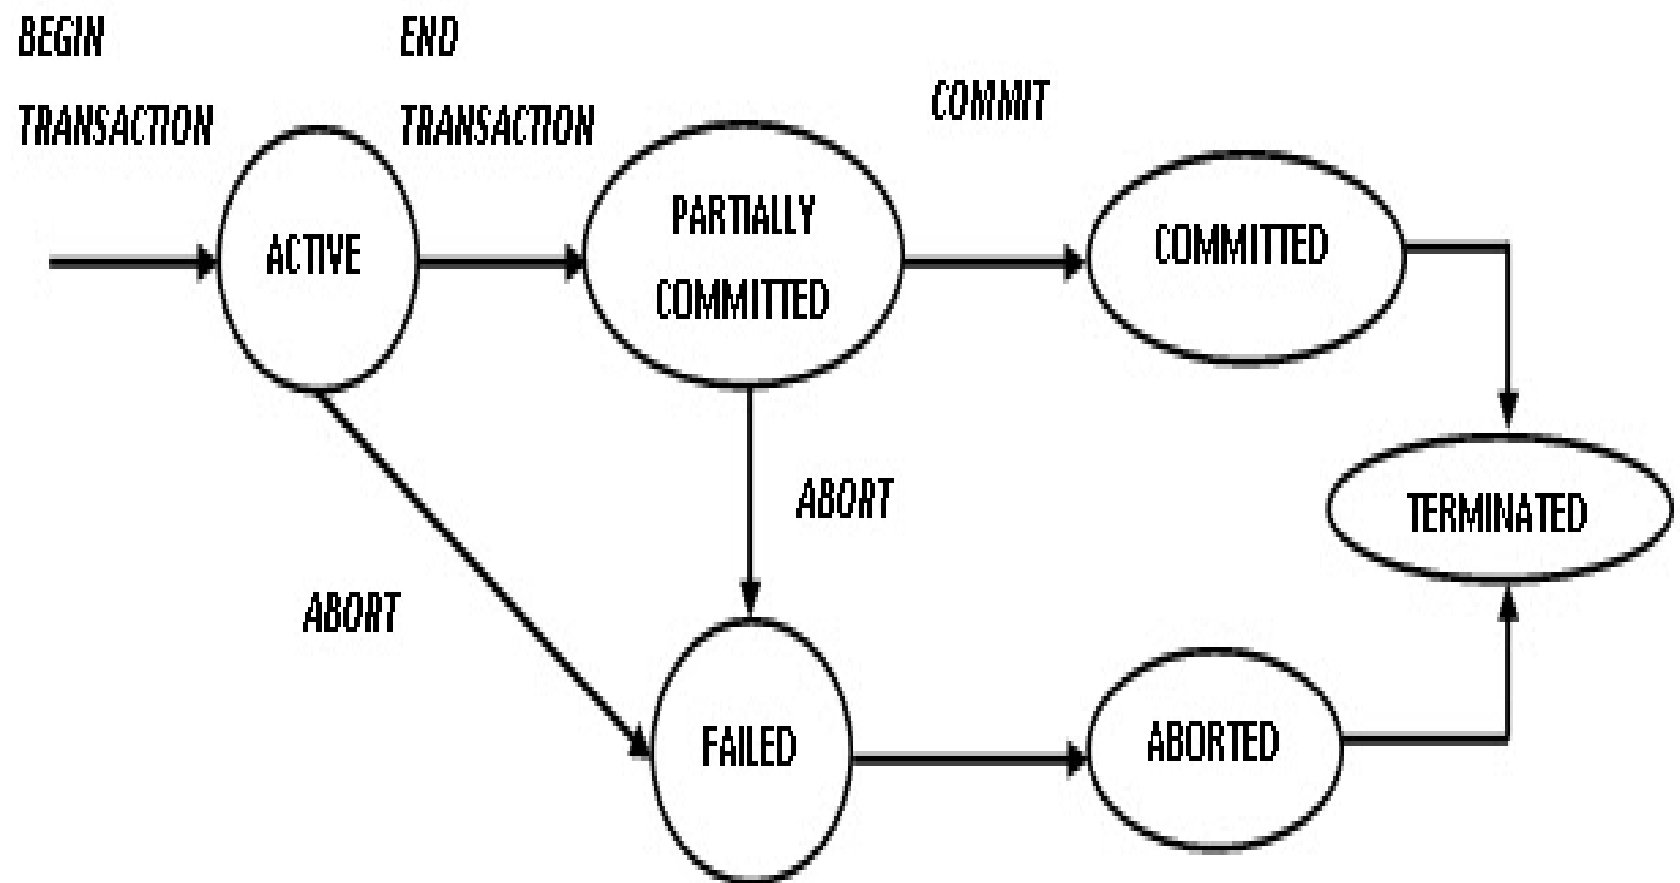 BEGIN
TRANSACTION
END
TRANSACTION
COMMIT
ACTIVE
PARTIALLY
COMMITTED
COMMITTED
TERMINATED
ABORT
ABORT
FAILED
ABORTED